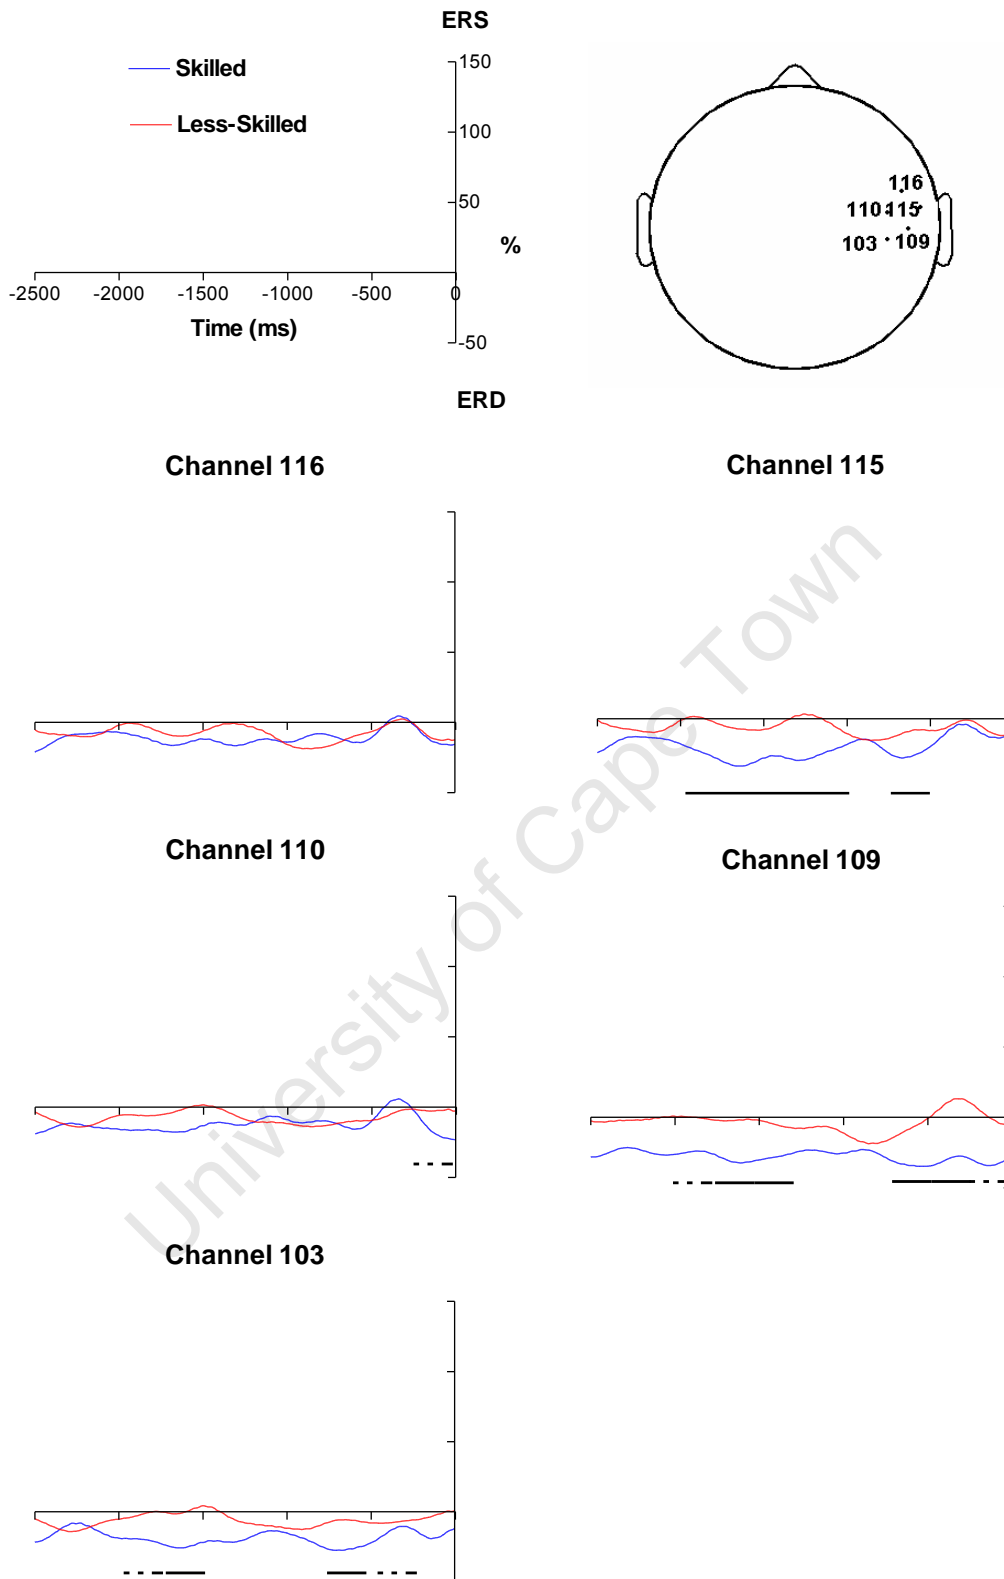 ERS
Skilled
Less-Skilled
150
100
50
%
-2500 -2000 -1500 -1000 -500 0
Time (ms)
-50
ERD
116
110 115
103 109
Channel 116
Channel 115
Channel 110
Channel 109
Channel 103
University of Cape Town